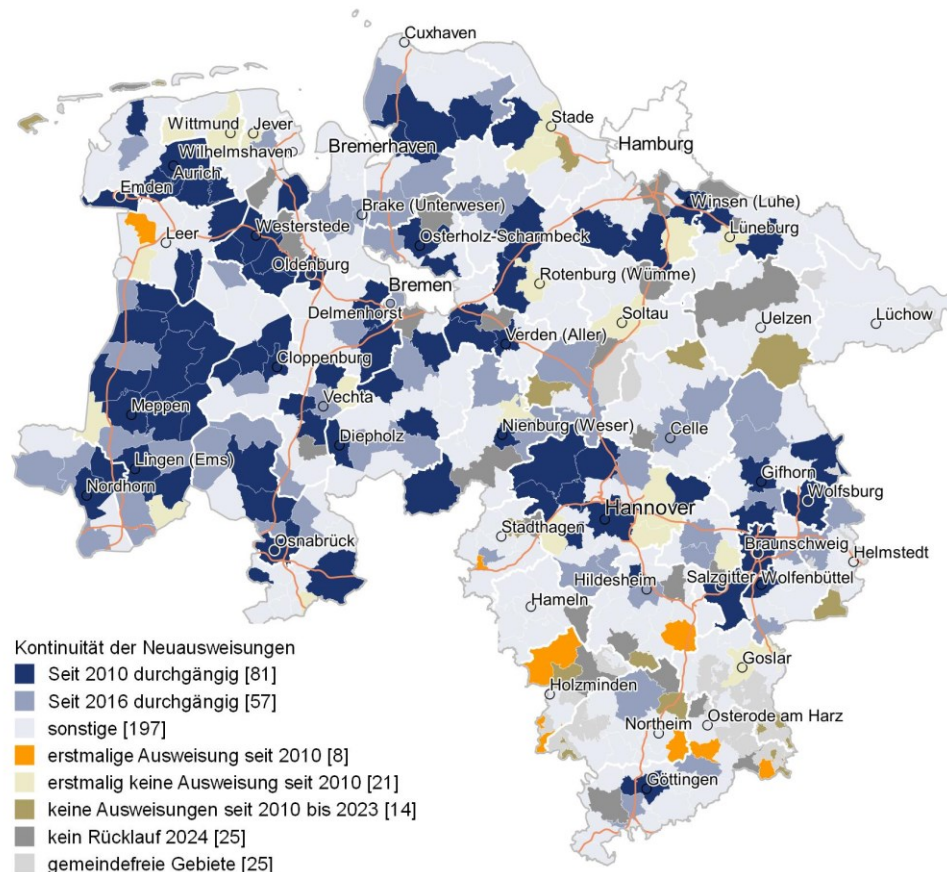 Cuxhaven
Wittmund
Jever
Stade
Wilhelmshaven
Bremerhaven
Hamburg
Aurich
Emden
Brake (Unterweser)
Winsen (Luhe)
Westerstede
Leer
Osterholz-Scharmbeck
Lüneburg
Oldenburg
Rotenburg (Wümme)
Bremen
Delmenhorst
Soltau
Uelzen
Lüchow
Verden (Aller)
Cloppenburg
Vechta
Meppen
Nienburg (Weser)
Celle
Diepholz
Lingen (Ems)
Gifhorn
Nordhorn
Wolfsburg
Hannover
Stadthagen
Osnabrück
Braunschweig
Helmstedt
Hildesheim
Salzgitter
Wolfenbüttel
Hameln
Goslar
Holzminden
Northeim
Osterode am Harz
Göttingen
Kontinuität der Neuausweisungen
Seit 2010 durchgängig [81]
Seit 2016 durchgängig [57]
sonstige [197]
erstmalige Ausweisung seit 2010 [8]
erstmalig keine Ausweisung seit 2010 [21]
keine Ausweisungen seit 2010 bis 2023 [14]
kein Rücklauf 2024 [25]
gemeindefreie Gebiete [25]